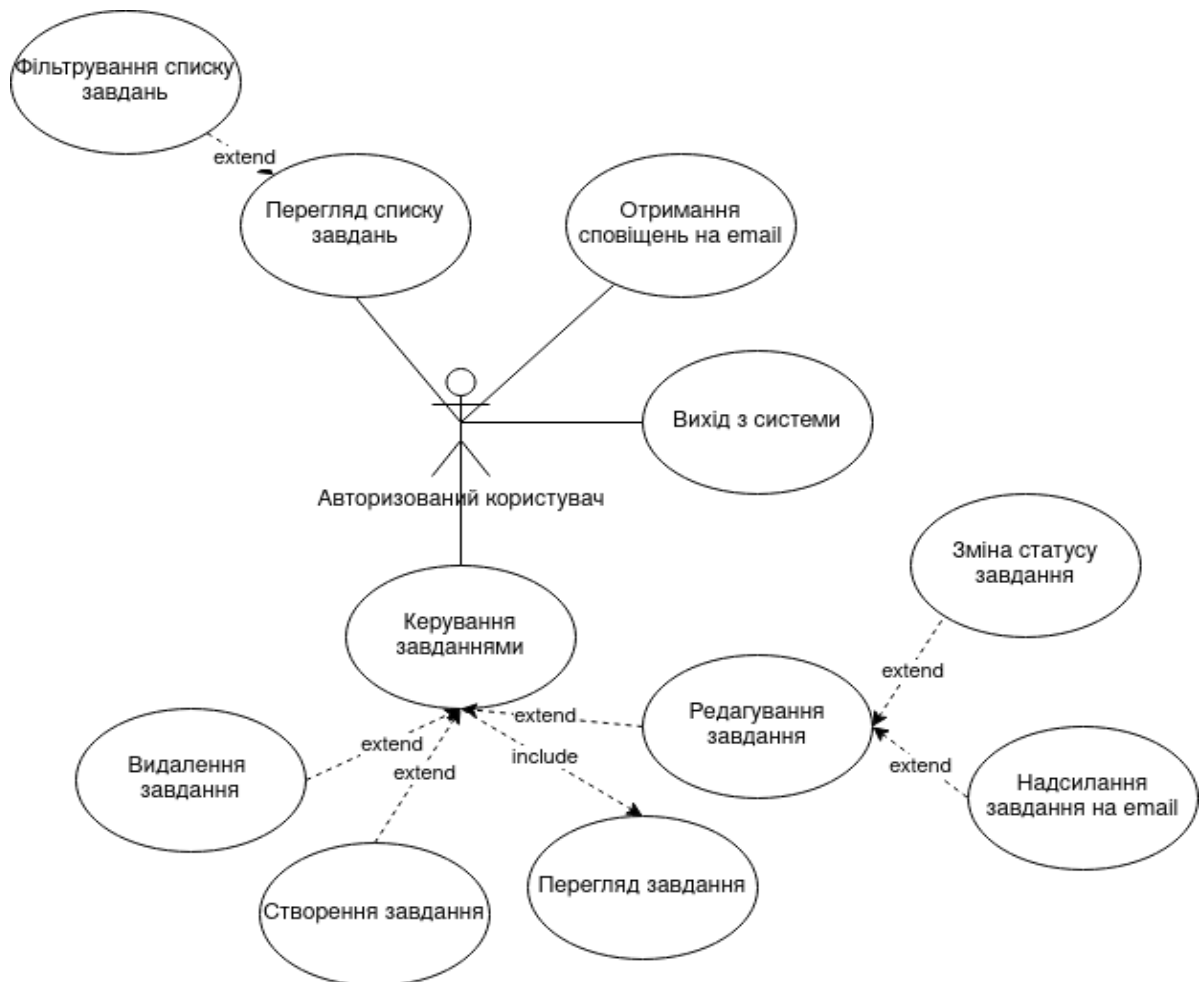 Фільтрування списку
завдань
extend
Перегляд списку
завдань
Отримання
сповіщень на email
Вихід з системи
Авторизований користувач
Зміна статусу
завдання
Керування
завданнями
extend
Редагування
завдання
extend
extend
include
extend
extend
Видалення
завдання
Надсилання
завдання на email
Перегляд завдання
Створення завдання